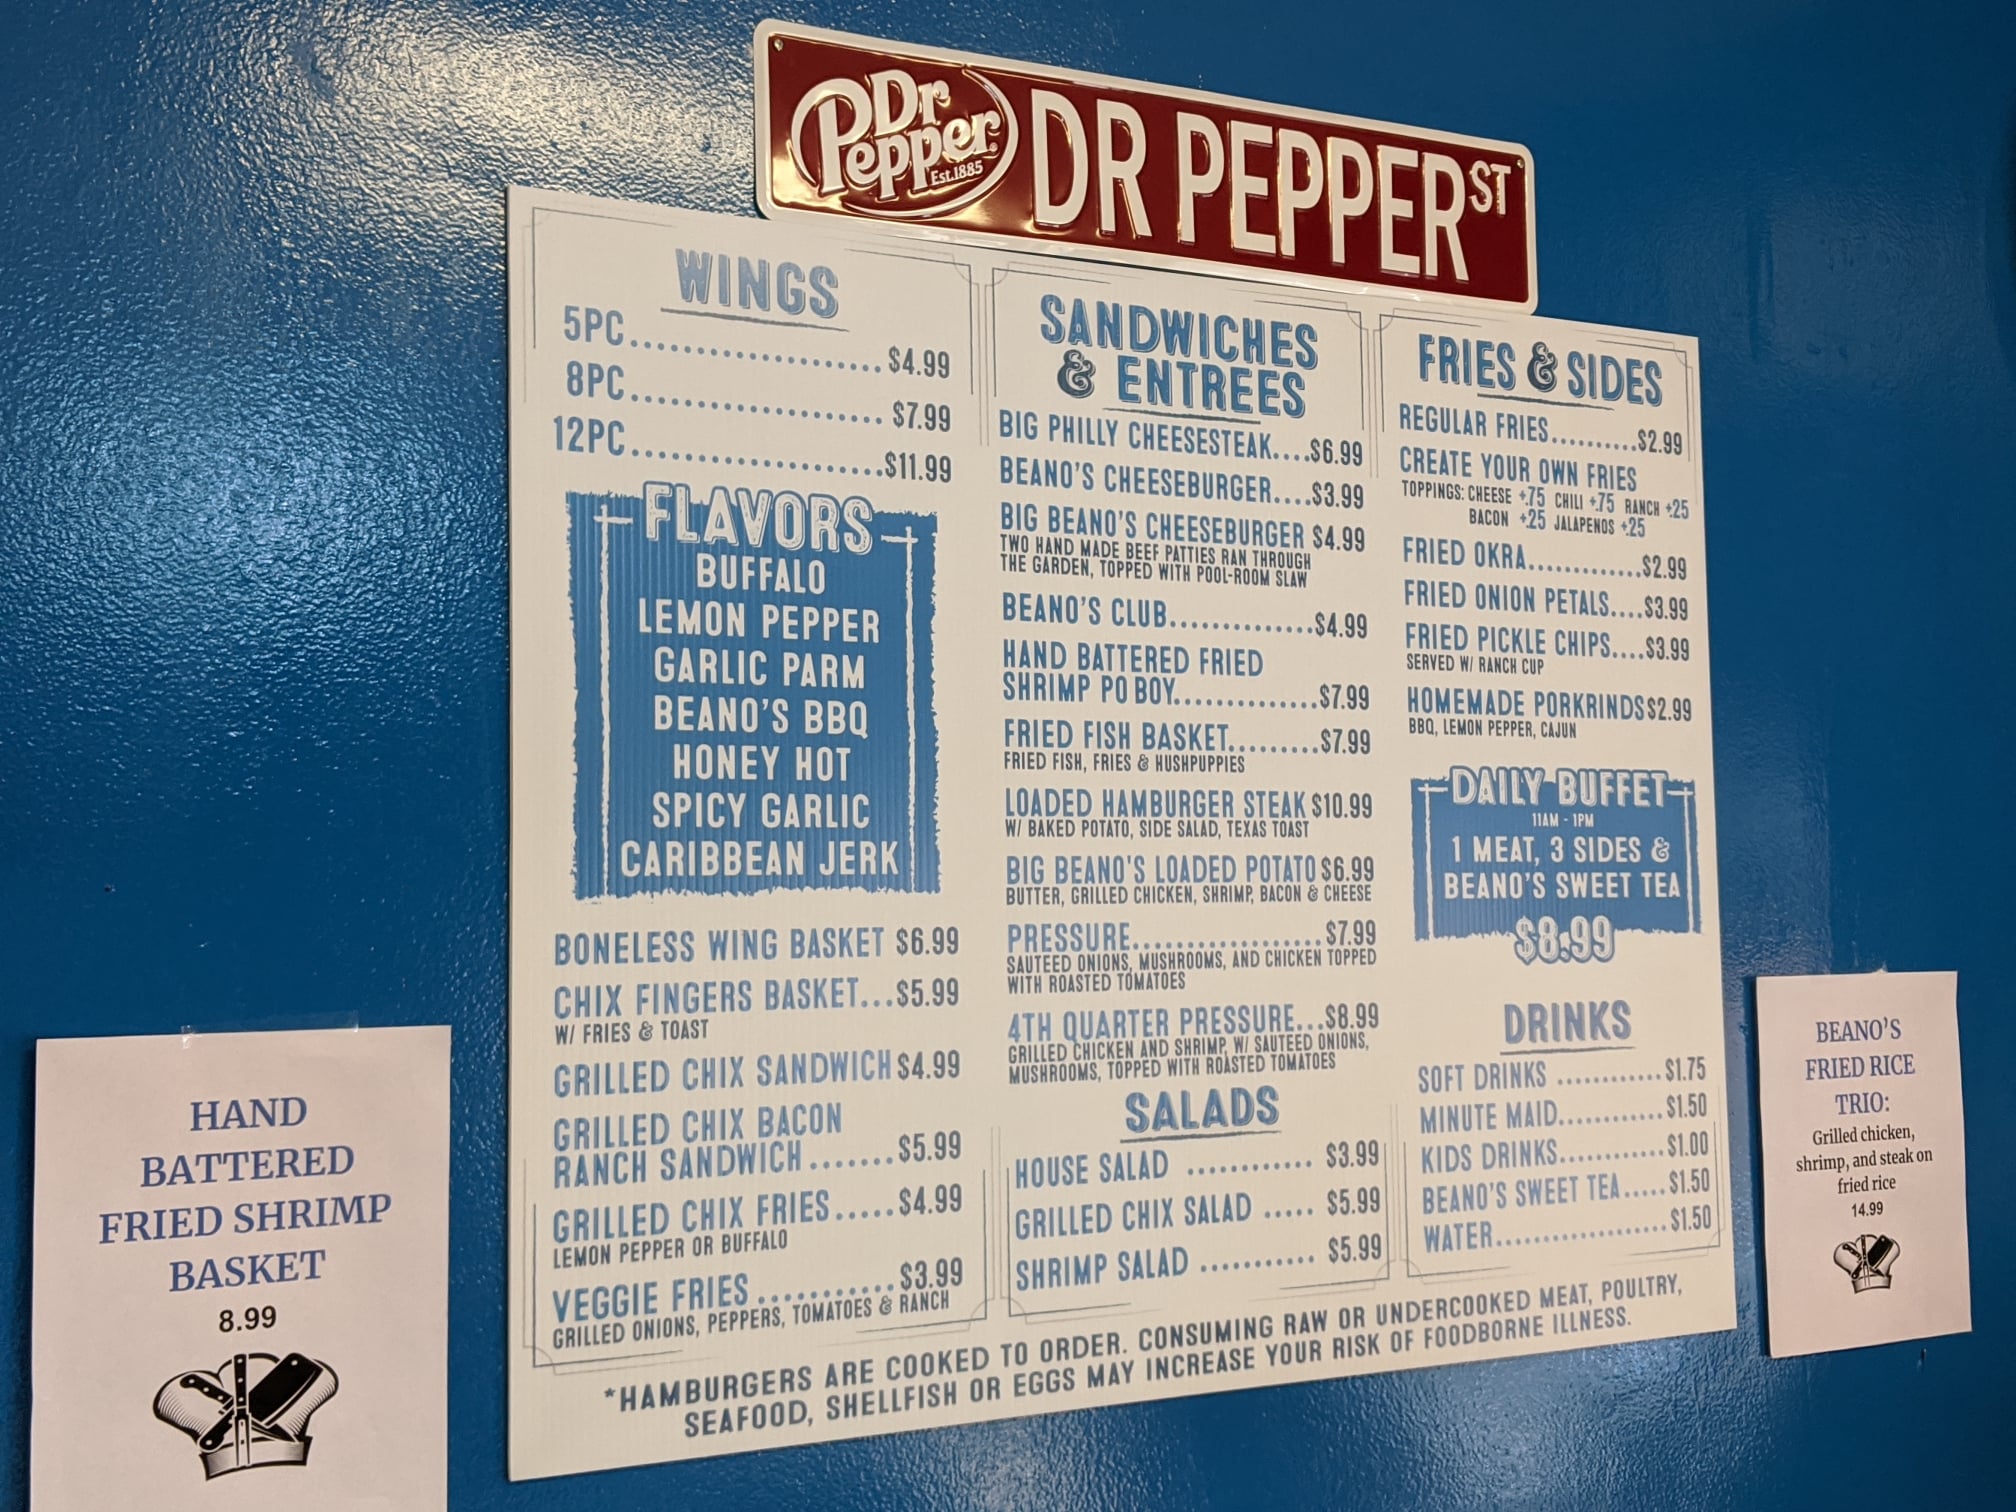 Dr
Pepper
Est.1885
DR PEPPER ST
WINGS
5PC....................$4.99
8PC....................$7.99
12PC....................$11.99
FLAVORS
BUFFALO
LEMON PEPPER
GARLIC PARM
BEANO'S BBQ
HONEY HOT
SPICY GARLIC
CARIBBEAN JERK
BONELESS WING BASKET $6.99
CHIX FINGERS BASKET...$5.99
W/ FRIES & TOAST
GRILLED CHIX SANDWICH $4.99
GRILLED CHIX BACON
RANCH SANDWICH.......$5.99
GRILLED CHIX FRIES.....$4.99
LEMON PEPPER OR BUFFALO
VEGGIE FRIES ...........$3.99
GRILLED ONIONS, PEPPERS, TOMATOES & RANCH
SANDWICHES
& ENTREES
BIG PHILLY CHEESESTEAK....$6.99
BEANO'S CHEESEBURGER....$3.99
BIG BEANO'S CHEESEBURGER $4.99
TWO HAND MADE BEEF PATTIES RAN THROUGH
THE GARDEN, TOPPED WITH POOL-ROOM SLAW
BEANO'S CLUB..............$4.99
HAND BATTERED FRIED
SHRIMP PO BOY..............$7.99
FRIED FISH BASKET.........$7.99
FRIED FISH, FRIES & HUSHPUPPIES
LOADED HAMBURGER STEAK $10.99
W/ BAKED POTATO, SIDE SALAD, TEXAS TOAST
BIG BEANO'S LOADED POTATO $6.99
BUTTER, GRILLED CHICKEN, SHRIMP, BACON & CHEESE
PRESSURE..................$7.99
SAUTEED ONIONS, MUSHROOMS, AND CHICKEN TOPPED
WITH ROASTED TOMATOES
4TH QUARTER PRESSURE...$8.99
GRILLED CHICKEN AND SHRIMP, W/ SAUTEED ONIONS,
MUSHROOMS, TOPPED WITH ROASTED TOMATOES
SALADS
HOUSE SALAD ............ $3.99
GRILLED CHIX SALAD ..... $5.99
SHRIMP SALAD ........... $5.99
FRIES & SIDES
REGULAR FRIES..........$2.99
CREATE YOUR OWN FRIES
TOPPINGS: CHEESE +.75 CHILI +.75 RANCH +.25
BACON +.25 JALAPENOS +.25
FRIED OKRA.............$2.99
FRIED ONION PETALS....$3.99
FRIED PICKLE CHIPS....$3.99
SERVED W/ RANCH CUP
HOMEMADE PORKRINDS $2.99
BBQ, LEMON PEPPER, CAJUN
DAILY BUFFET
11AM - 1PM
1 MEAT, 3 SIDES &
BEANO'S SWEET TEA
$8.99
DRINKS
SOFT DRINKS ............$1.75
MINUTE MAID............$1.50
KIDS DRINKS............$1.00
BEANO'S SWEET TEA.....$1.50
WATER...................$1.50
*HAMBURGERS ARE COOKED TO ORDER. CONSUMING RAW OR UNDERCOOKED MEAT, POULTRY,
SEAFOOD, SHELLFISH OR EGGS MAY INCREASE YOUR RISK OF FOODBORNE ILLNESS.
HAND
BATTERED
FRIED SHRIMP
BASKET
8.99
BEANO'S
FRIED RICE
TRIO:
Grilled chicken,
shrimp, and steak on
fried rice
14.99